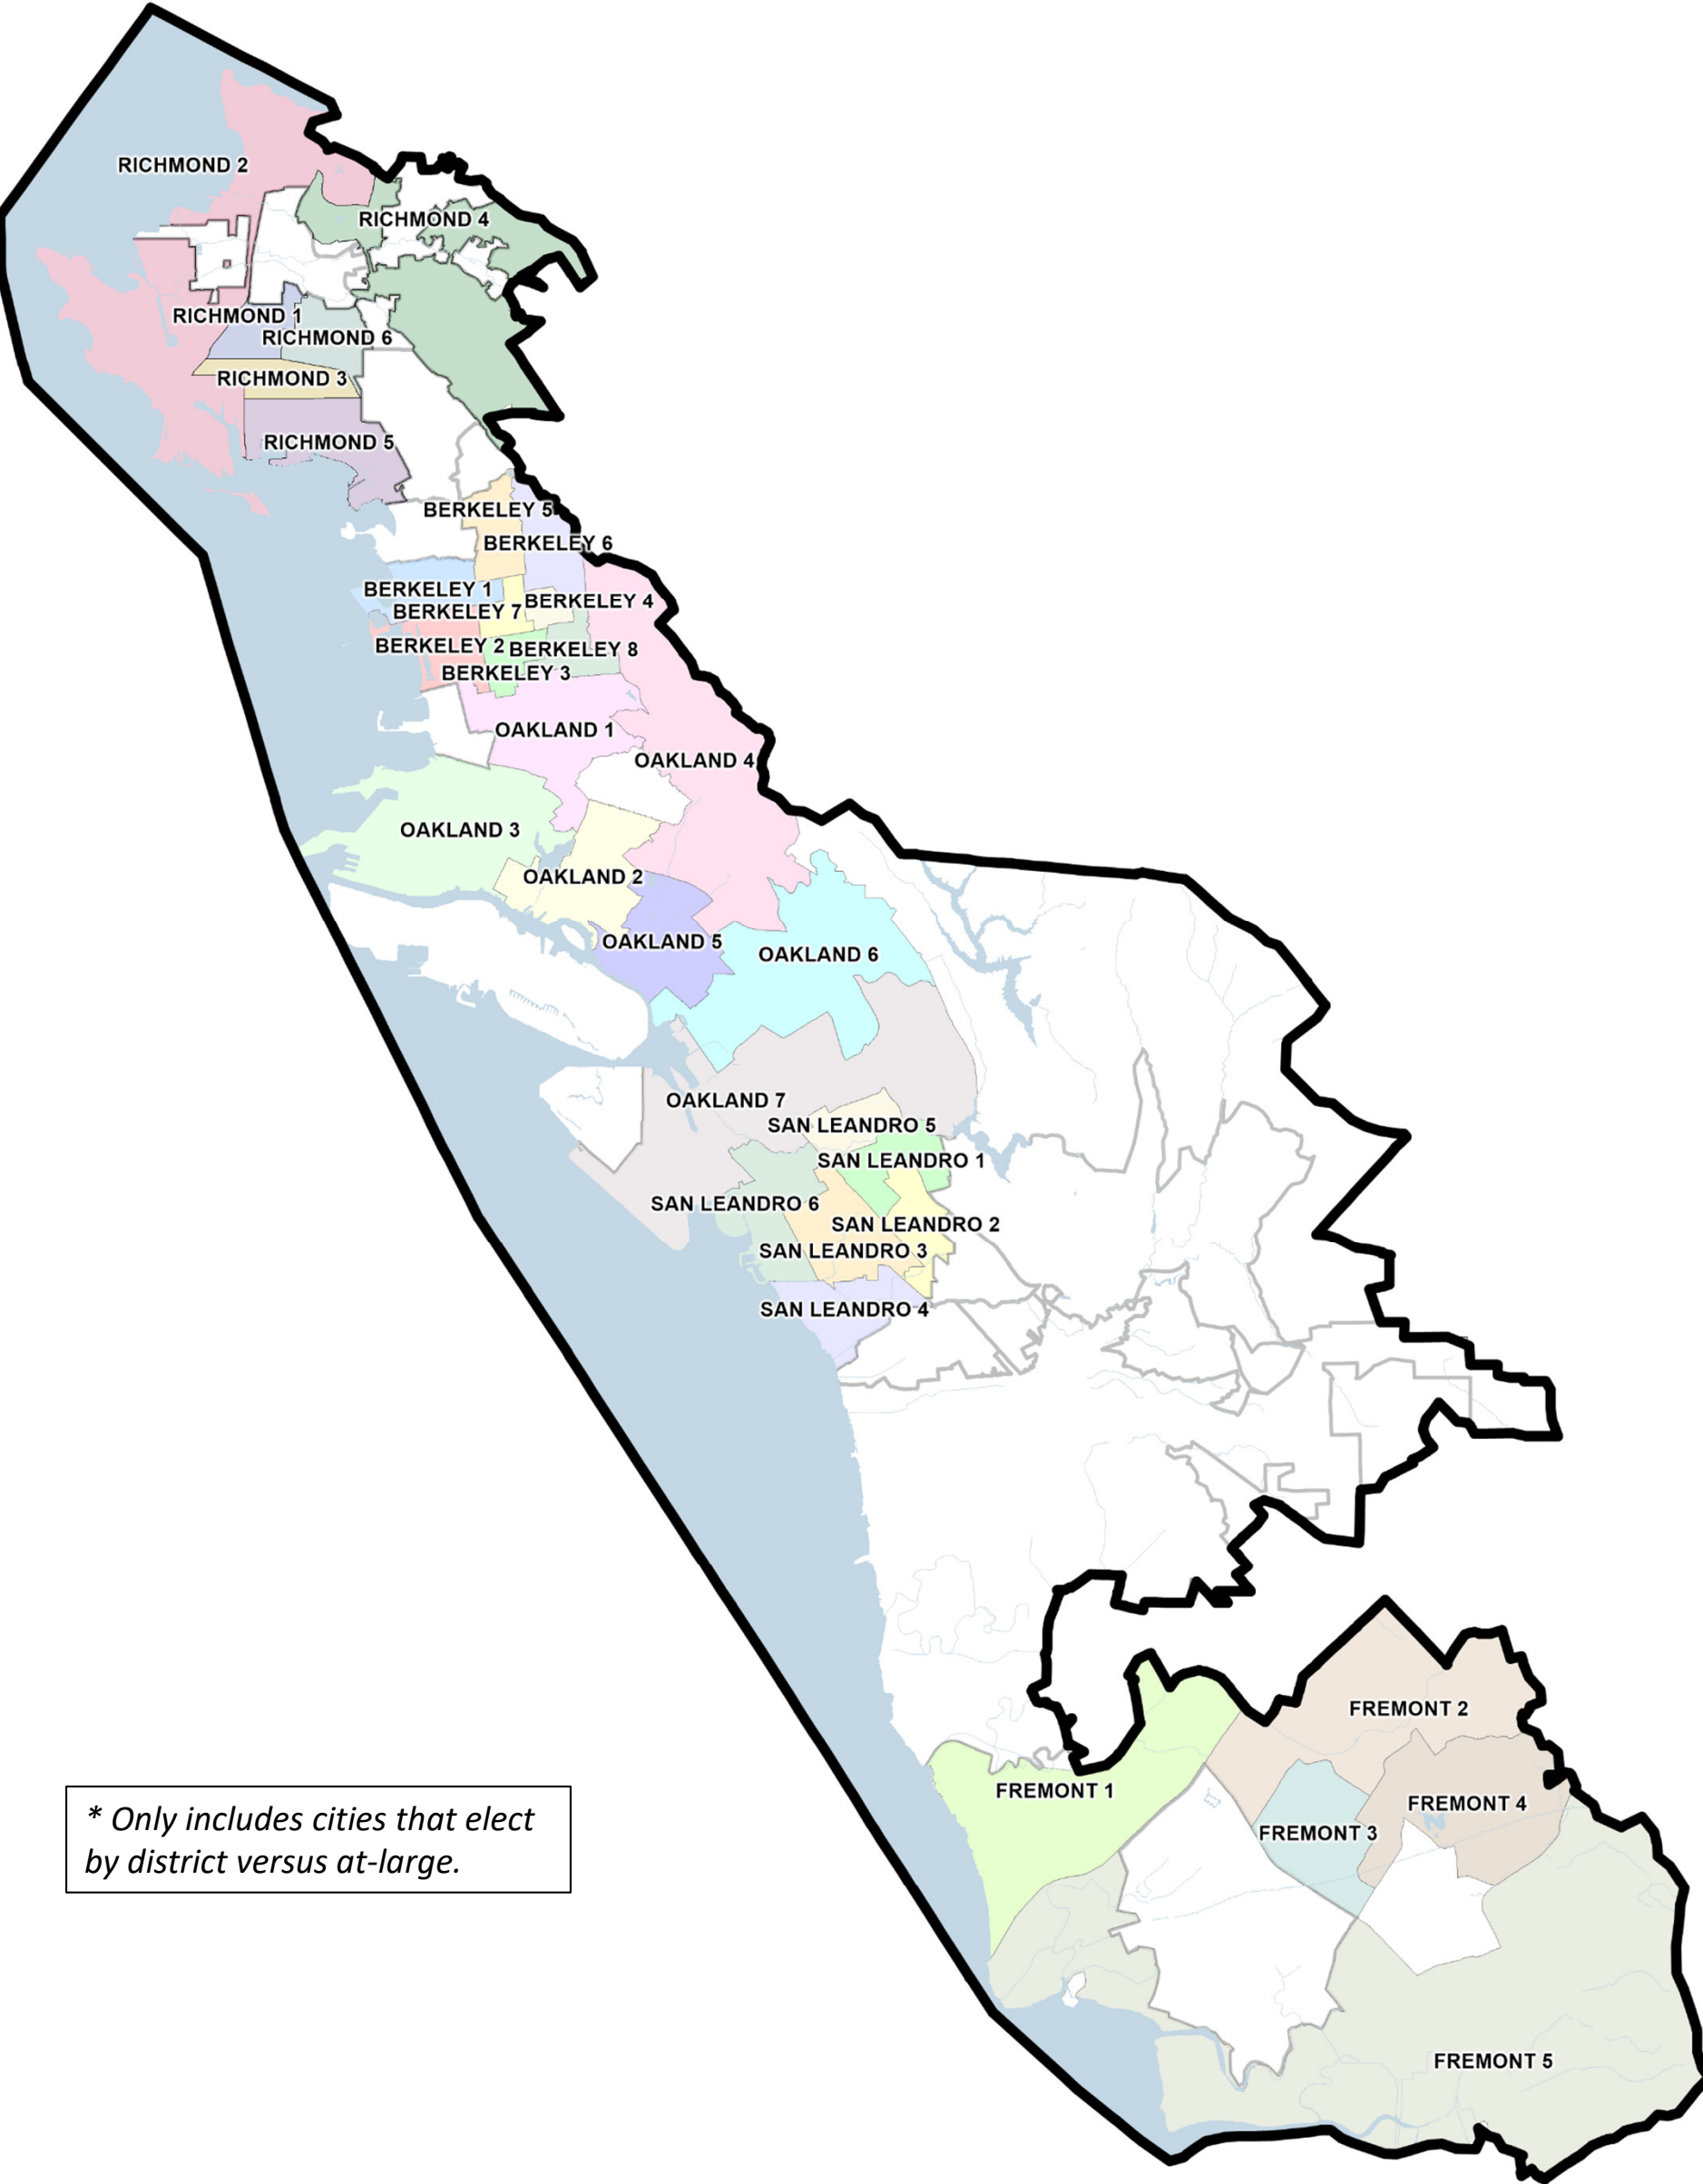 RICHMOND 2
RICHMOND 4
RICHMOND 1
RICHMOND 6
RICHMOND 3
RICHMOND 5
BERKELEY 5
BERKELEY 6
BERKELEY 1
BERKELEY 4
BERKELEY 7
BERKELEY 2
BERKELEY 8
BERKELEY 3
OAKLAND 1
OAKLAND 4
OAKLAND 3
OAKLAND 2
OAKLAND 5
OAKLAND 6
OAKLAND 7
SAN LEANDRO 5
SAN LEANDRO 1
SAN LEANDRO 6
SAN LEANDRO 2
SAN LEANDRO 3
SAN LEANDRO 4
FREMONT 2
FREMONT 1
FREMONT 4
FREMONT 3
* Only includes cities that elect
by district versus at-large.
FREMONT 5